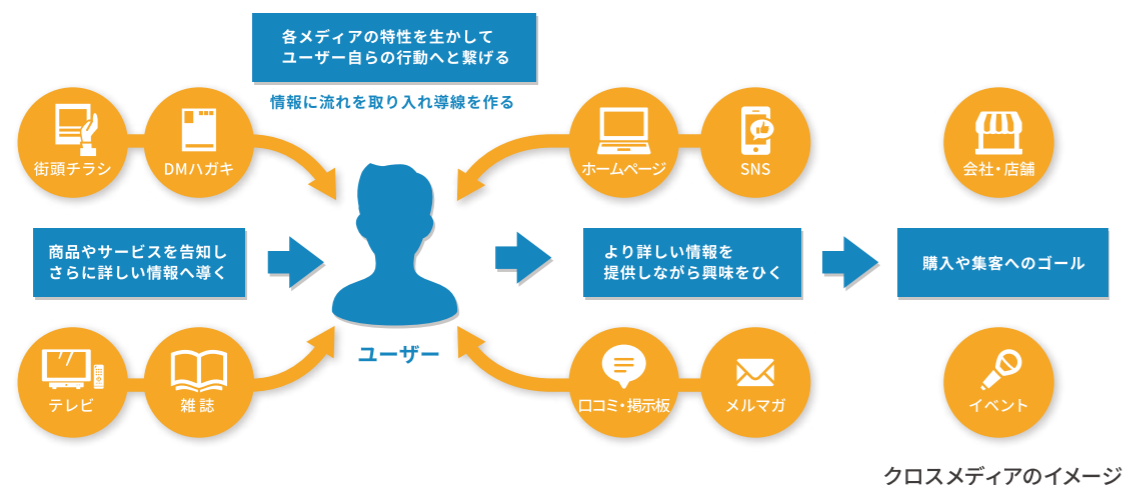 各メディアの特性を生かして
ユーザー自らの行動へと繋げる
情報に流れを取り入れ導線を作る
街頭チラシ
DMハガキ
ホームページ
SNS
会社・店舗
商品やサービスを告知し
さらに詳しい情報へ導く
より詳しい情報を
提供しながら興味をひく
購入や集客へのゴール
ユーザー
テレビ
雑誌
口コミ・掲示板
メルマガ
イベント
クロスメディアのイメージ